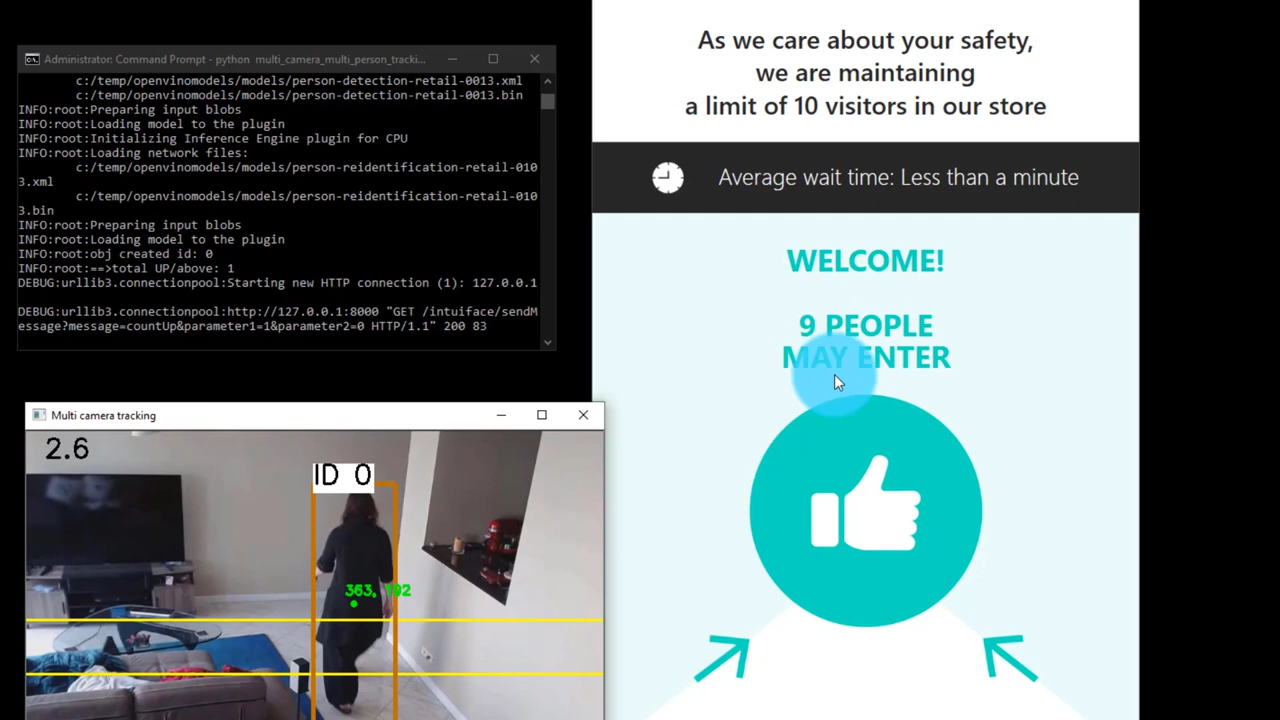 Administrator: Command Prompt - python  multi_camera_multi_person_tracki...
c:/temp/openvinomodels/models/person-detection-retail-0013.xml
c:/temp/openvinomodels/models/person-detection-retail-0013.bin
INFO:root:Preparing input blobs
INFO:root:Loading model to the plugin
INFO:root:Initializing Inference Engine plugin for CPU
INFO:root:Loading network files:
c:/temp/openvinomodels/models/person-reidentification-retail-010
3.xml
c:/temp/openvinomodels/models/person-reidentification-retail-010
3.bin
INFO:root:Preparing input blobs
INFO:root:Loading model to the plugin
INFO:root:obj created id: 0
INFO:root:==>total UP/above: 1
DEBUG:urllib3.connectionpool:Starting new HTTP connection (1): 127.0.0.1
DEBUG:urllib3.connectionpool:http://127.0.0.1:8000 "GET /intuiface/sendM
essage?message=countUp&parameter1=1&parameter2=0 HTTP/1.1" 200 83
Multi camera tracking
2.6
ID 0
363, 192
As we care about your safety,
we are maintaining
a limit of 10 visitors in our store
Average wait time: Less than a minute
WELCOME!
9 PEOPLE
MAY ENTER